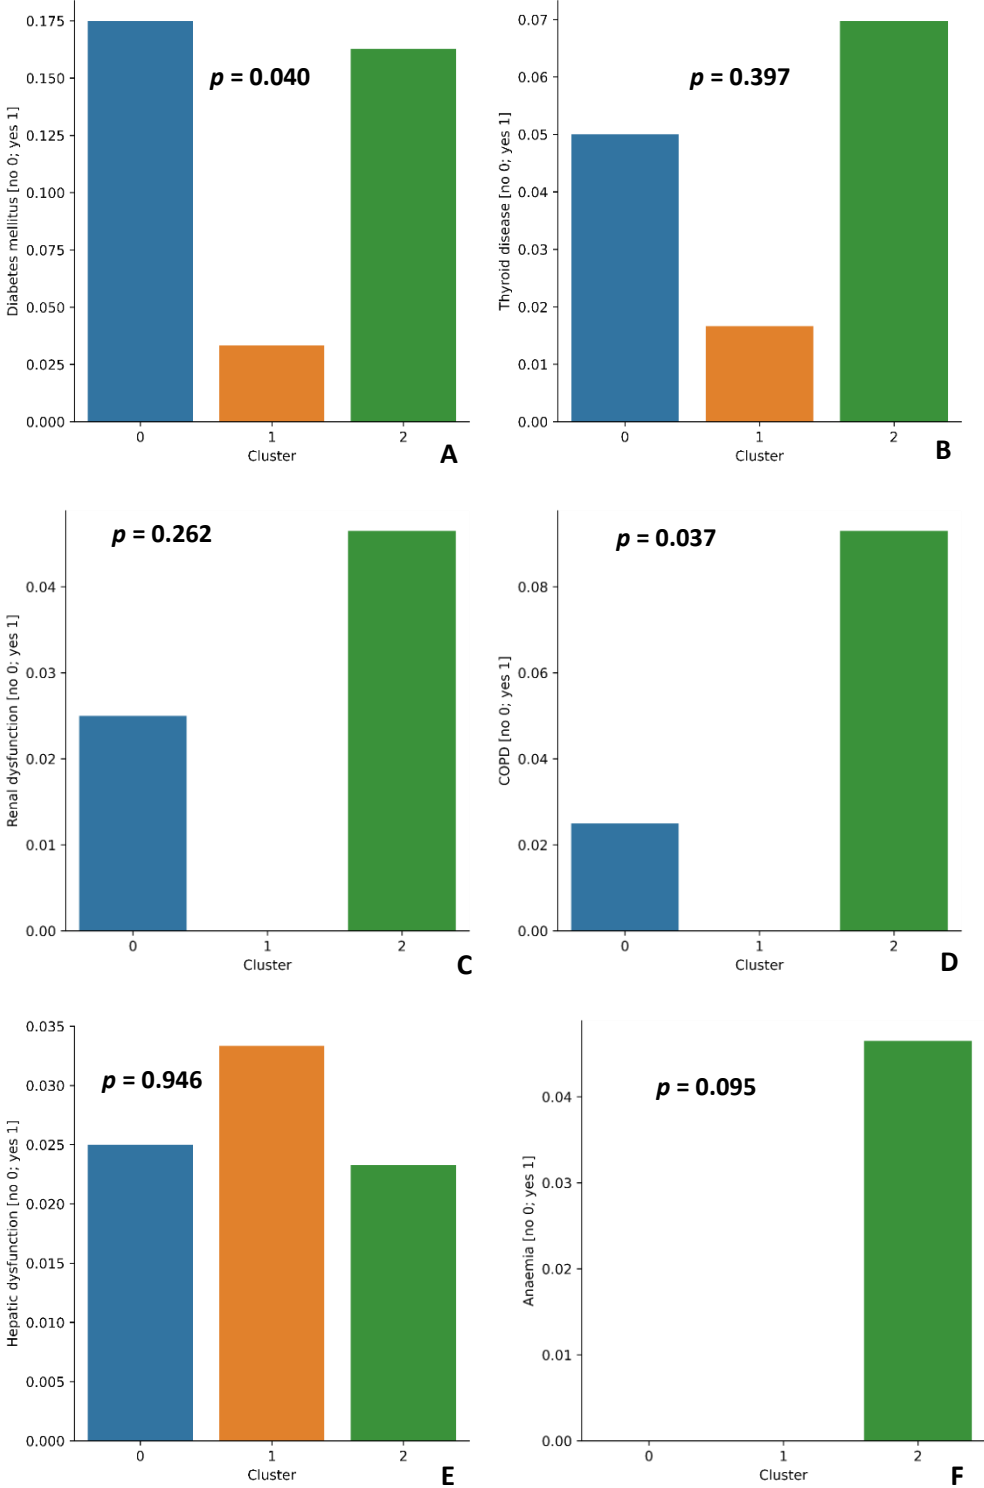 Diabetes mellitus [no 0; yes 1]
0.175
0.150
0.125
0.100
0.075
0.050
0.025
0.000
p = 0.040
0
1
2
Cluster
A
Thyroid disease [no 0; yes 1]
0.07
0.06
0.05
0.04
0.03
0.02
0.01
0.00
p = 0.397
0
1
2
Cluster
B
Renal dysfunction [no 0; yes 1]
0.04
0.03
0.02
0.01
0.00
p = 0.262
0
1
2
Cluster
C
COPD [no 0; yes 1]
0.08
0.06
0.04
0.02
0.00
p = 0.037
0
1
2
Cluster
D
Hepatic dysfunction [no 0; yes 1]
0.035
0.030
0.025
0.020
0.015
0.010
0.005
0.000
p = 0.946
0
1
2
Cluster
E
Anaemia [no 0; yes 1]
0.04
0.03
0.02
0.01
0.00
p = 0.095
0
1
2
Cluster
F